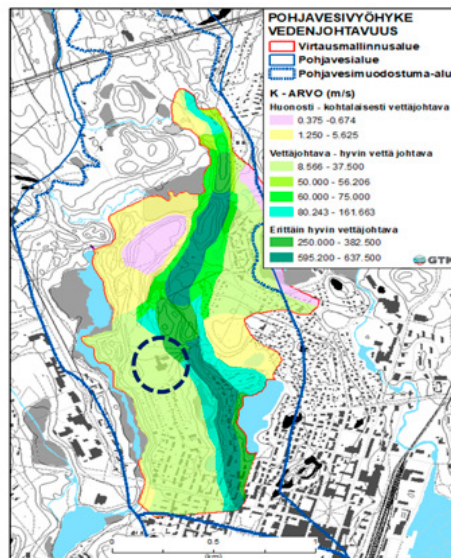 POHJAVESIVYÖHYKE
VEDENJOHTAVUUS
Virtausmallinnusalue
Pohjavesialue
Pohjavesimuodostuma-alu
K - ARVO (m/s)
Huonosti - kohtalaisesti vettäjohtava
0.375 -0.674
1.250 - 5.625
Vettäjohtava - hyvin vettä johtava
8.566 - 37.500
50.000 - 56.206
60.000 - 75.000
80.243 - 161.663
Erittäin hyvin vettäjohtava
250.000 - 382.500
595.200 - 637.500
GTK
0
0.5
(km)